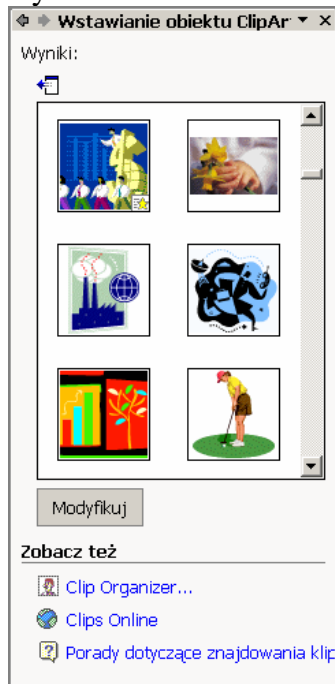 Wstawianie obiektu ClipAr
Wyniki:
Modyfikuj
Zobacz też
Clip Organizer...
Clips Online
Porady dotyczące znajdowania klip